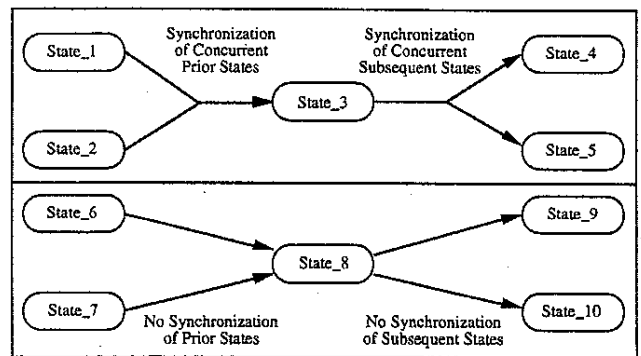 State_1
Synchronization
of Concurrent
Prior States
Synchronization
of Concurrent
Subsequent States
State_4
State_3
State_2
State_5
State_6
State_9
State_8
State_7
No Synchronization
of Prior States
No Synchronization
of Subsequent States
State_10